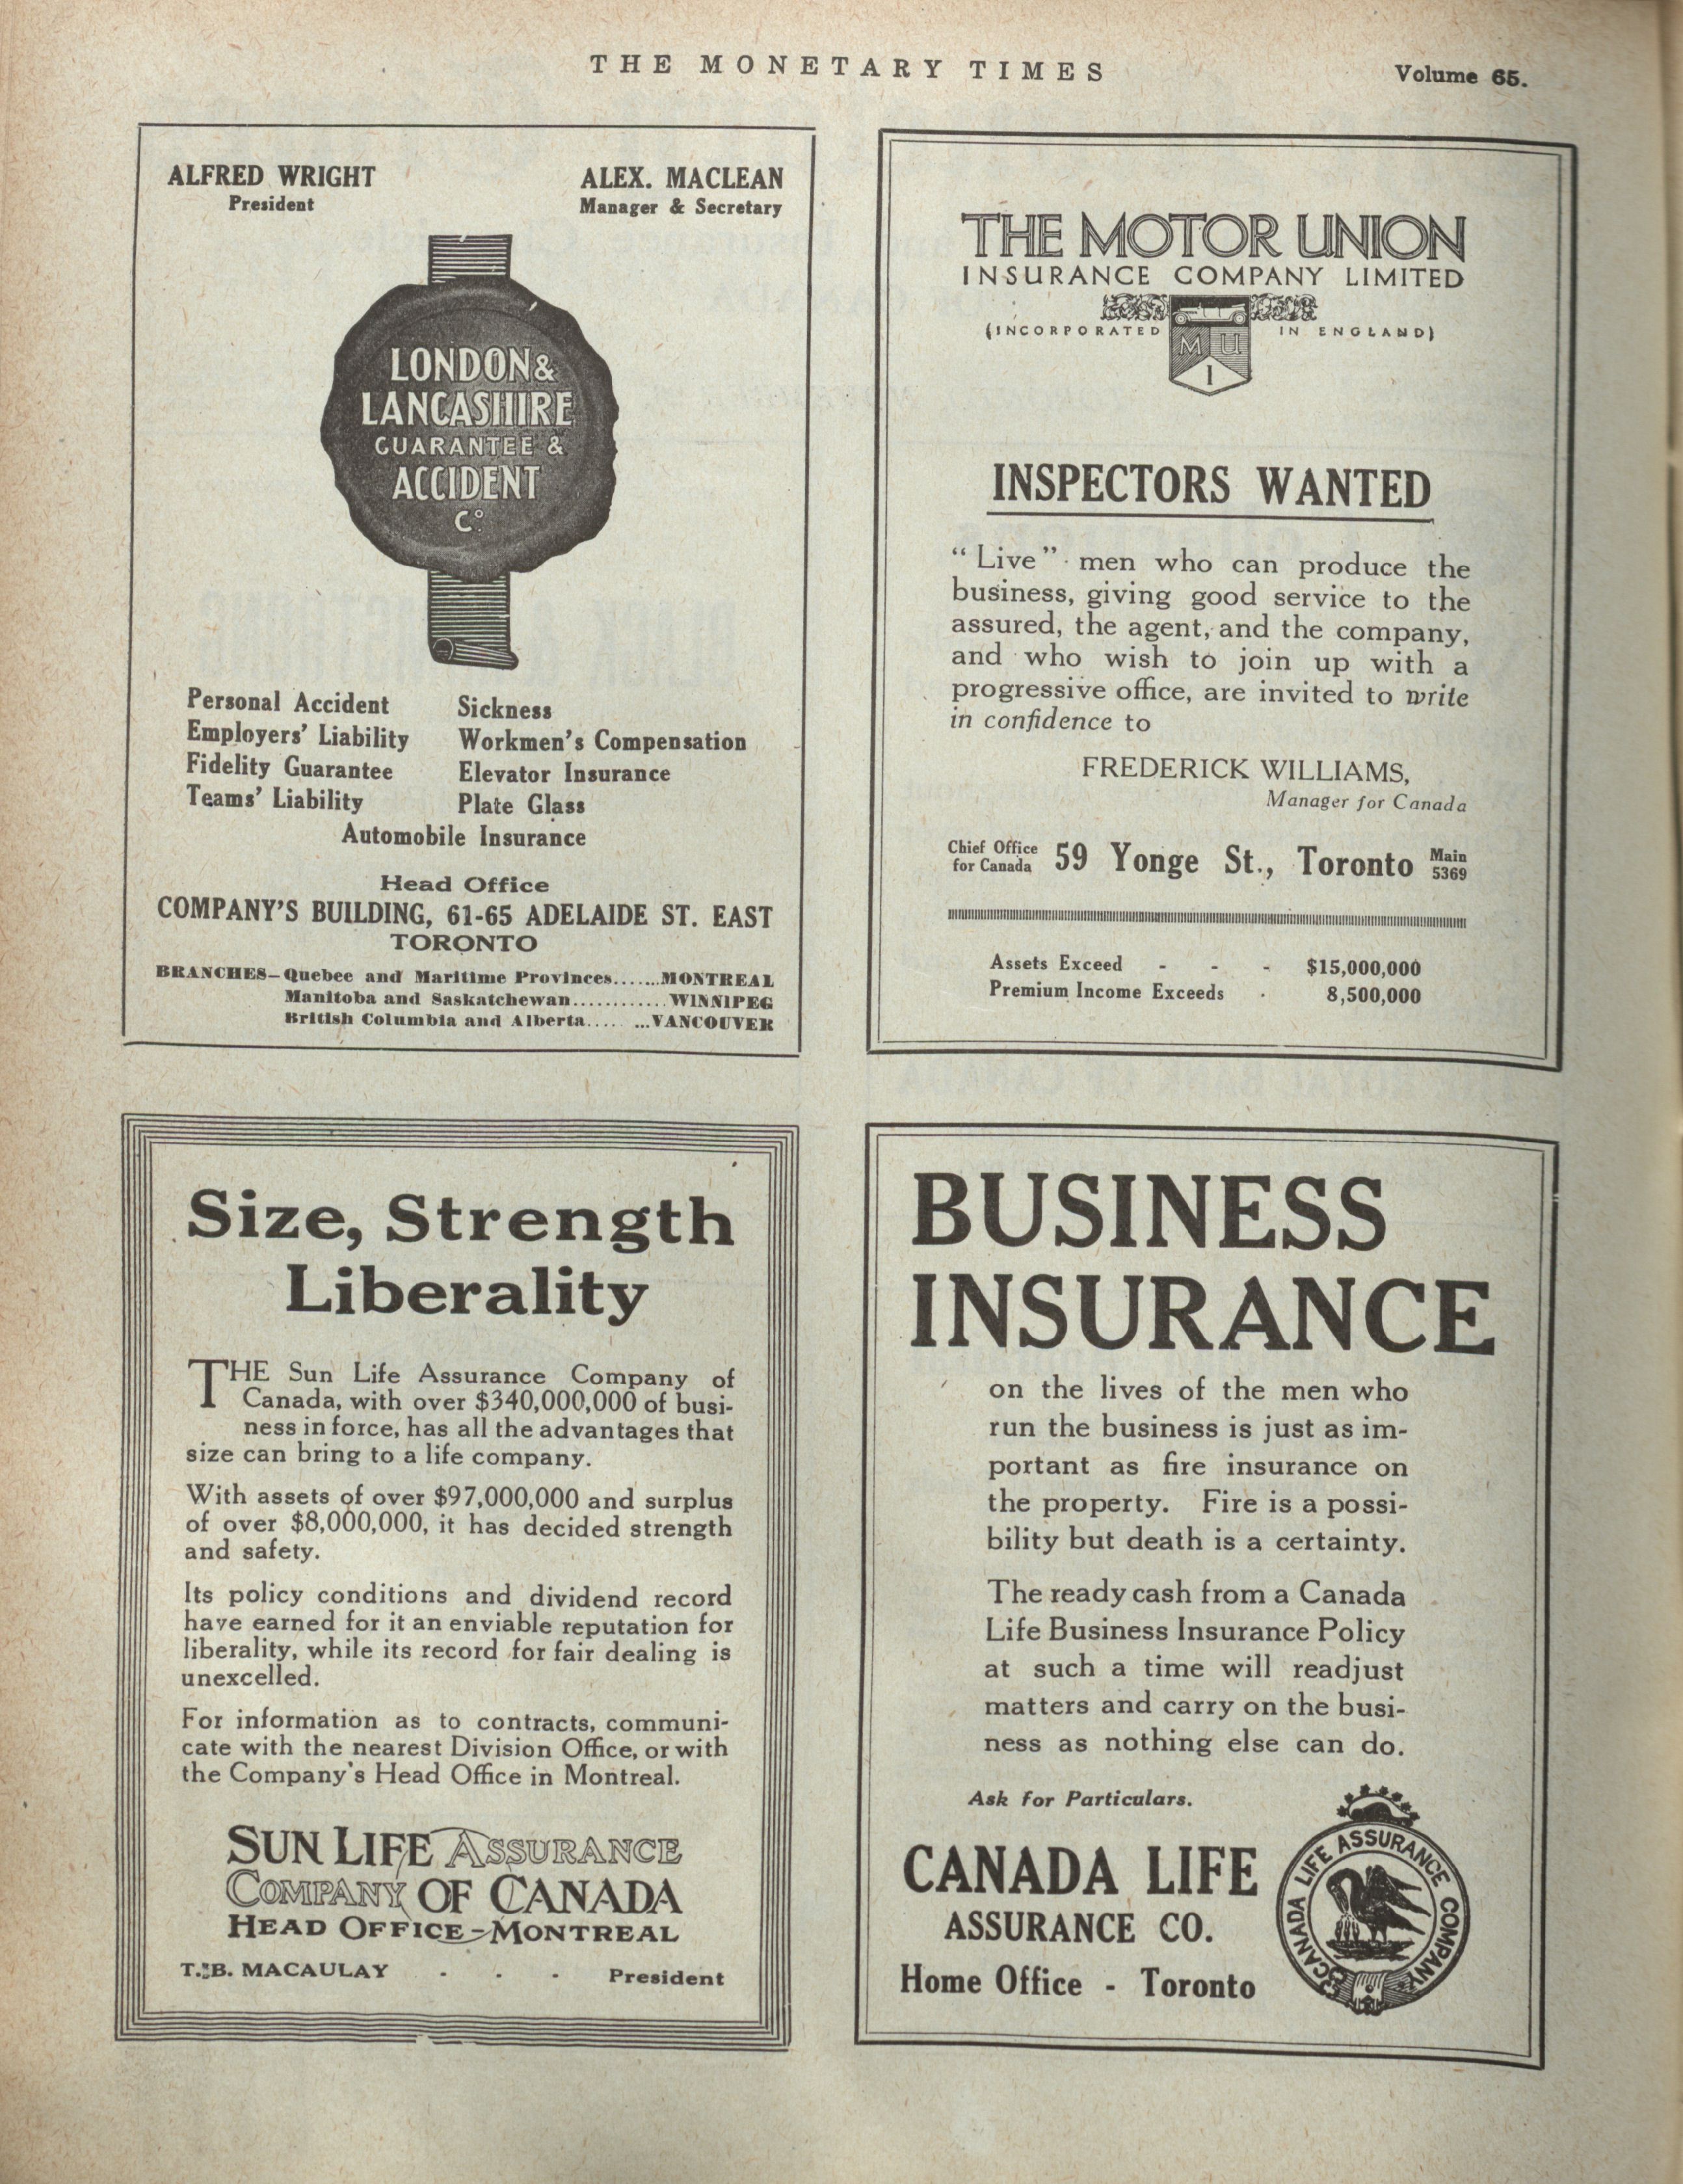 THE MONETARY TIMES
Volume 65.
ALFRED WRIGHT
President
ALEX. MACLEAN
Manager & Secretary
LONDON &
LANCASHIRE
GUARANTEE &
ACCIDENT
Co.
Personal Accident
Sickness
Employers' Liability
Workmen's Compensation
Fidelity Guarantee
Elevator Insurance
Teams' Liability
Plate Glass
Automobile Insurance
Head Office
COMPANY'S BUILDING, 61-65 ADELAIDE ST. EAST
TORONTO
BRANCHES—Quebec and Maritime Provinces.......MONTREAL
Manitoba and Saskatchewan............WINNIPEG
British Columbia and Alberta.... ...VANCOUVER
THE MOTOR UNION
INSURANCE COMPANY LIMITED
(INCORPORATED IN ENGLAND)
M U
I
INSPECTORS WANTED
"Live" men who can produce the
business, giving good service to the
assured, the agent, and the company,
and who wish to join up with a
progressive office, are invited to write
in confidence to
FREDERICK WILLIAMS,
Manager for Canada
Chief Office
for Canada 59 Yonge St., Toronto Main
5369
Assets Exceed - - - $15,000,000
Premium Income Exceeds - 8,500,000
Size, Strength
Liberality
THE Sun Life Assurance Company of
Canada, with over $340,000,000 of busi-
ness in force, has all the advantages that
size can bring to a life company.
With assets of over $97,000,000 and surplus
of over $8,000,000, it has decided strength
and safety.
Its policy conditions and dividend record
have earned for it an enviable reputation for
liberality, while its record for fair dealing is
unexcelled.
For information as to contracts, communi-
cate with the nearest Division Office, or with
the Company's Head Office in Montreal.
SUN LIFE ASSURANCE
COMPANY OF CANADA
HEAD OFFICE - MONTREAL
T. B. MACAULAY - - - President
BUSINESS
INSURANCE
on the lives of the men who
run the business is just as im-
portant as fire insurance on
the property. Fire is a possi-
bility but death is a certainty.
The ready cash from a Canada
Life Business Insurance Policy
at such a time will readjust
matters and carry on the busi-
ness as nothing else can do.
Ask for Particulars.
CANADA LIFE
ASSURANCE CO.
Home Office - Toronto
CANADA LIFE ASSURANCE COMPANY